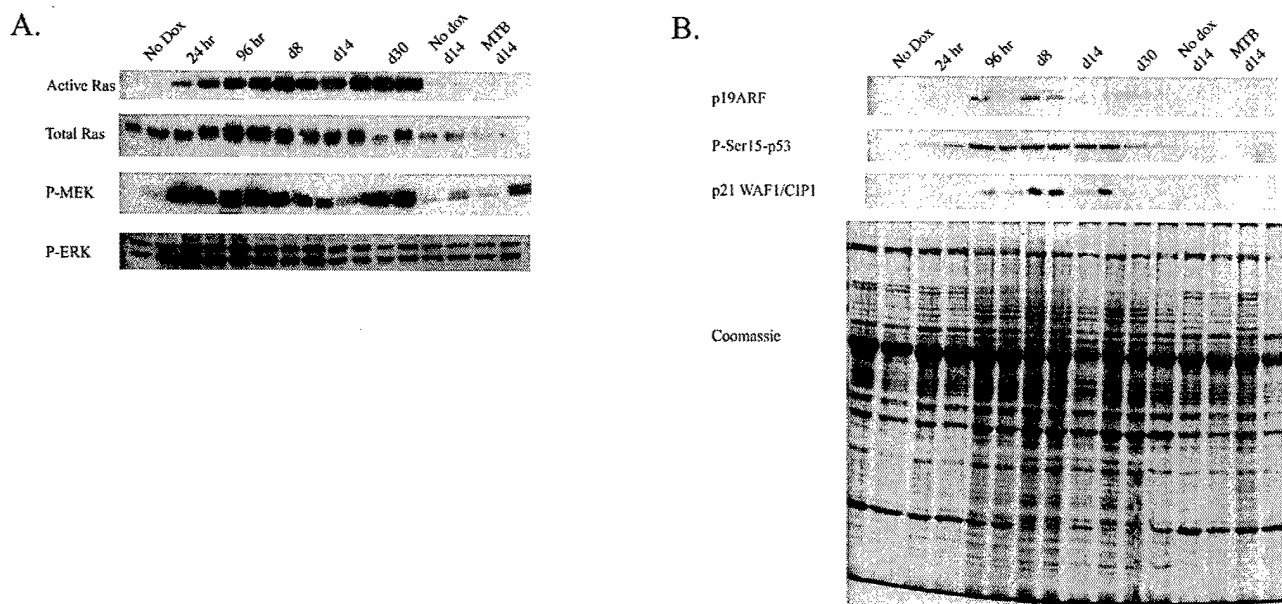 A.
No Dox
24 hr
96 hr
d8
d14
d30
No dox
d14
MTB
d14
Active Ras
Total Ras
P-MEK
P-ERK
B.
No Dox
24 hr
96 hr
d8
d14
d30
No dox
d14
MTB
d14
p19ARF
P-Ser15-p53
p21 WAF1/CIP1
Coomassie